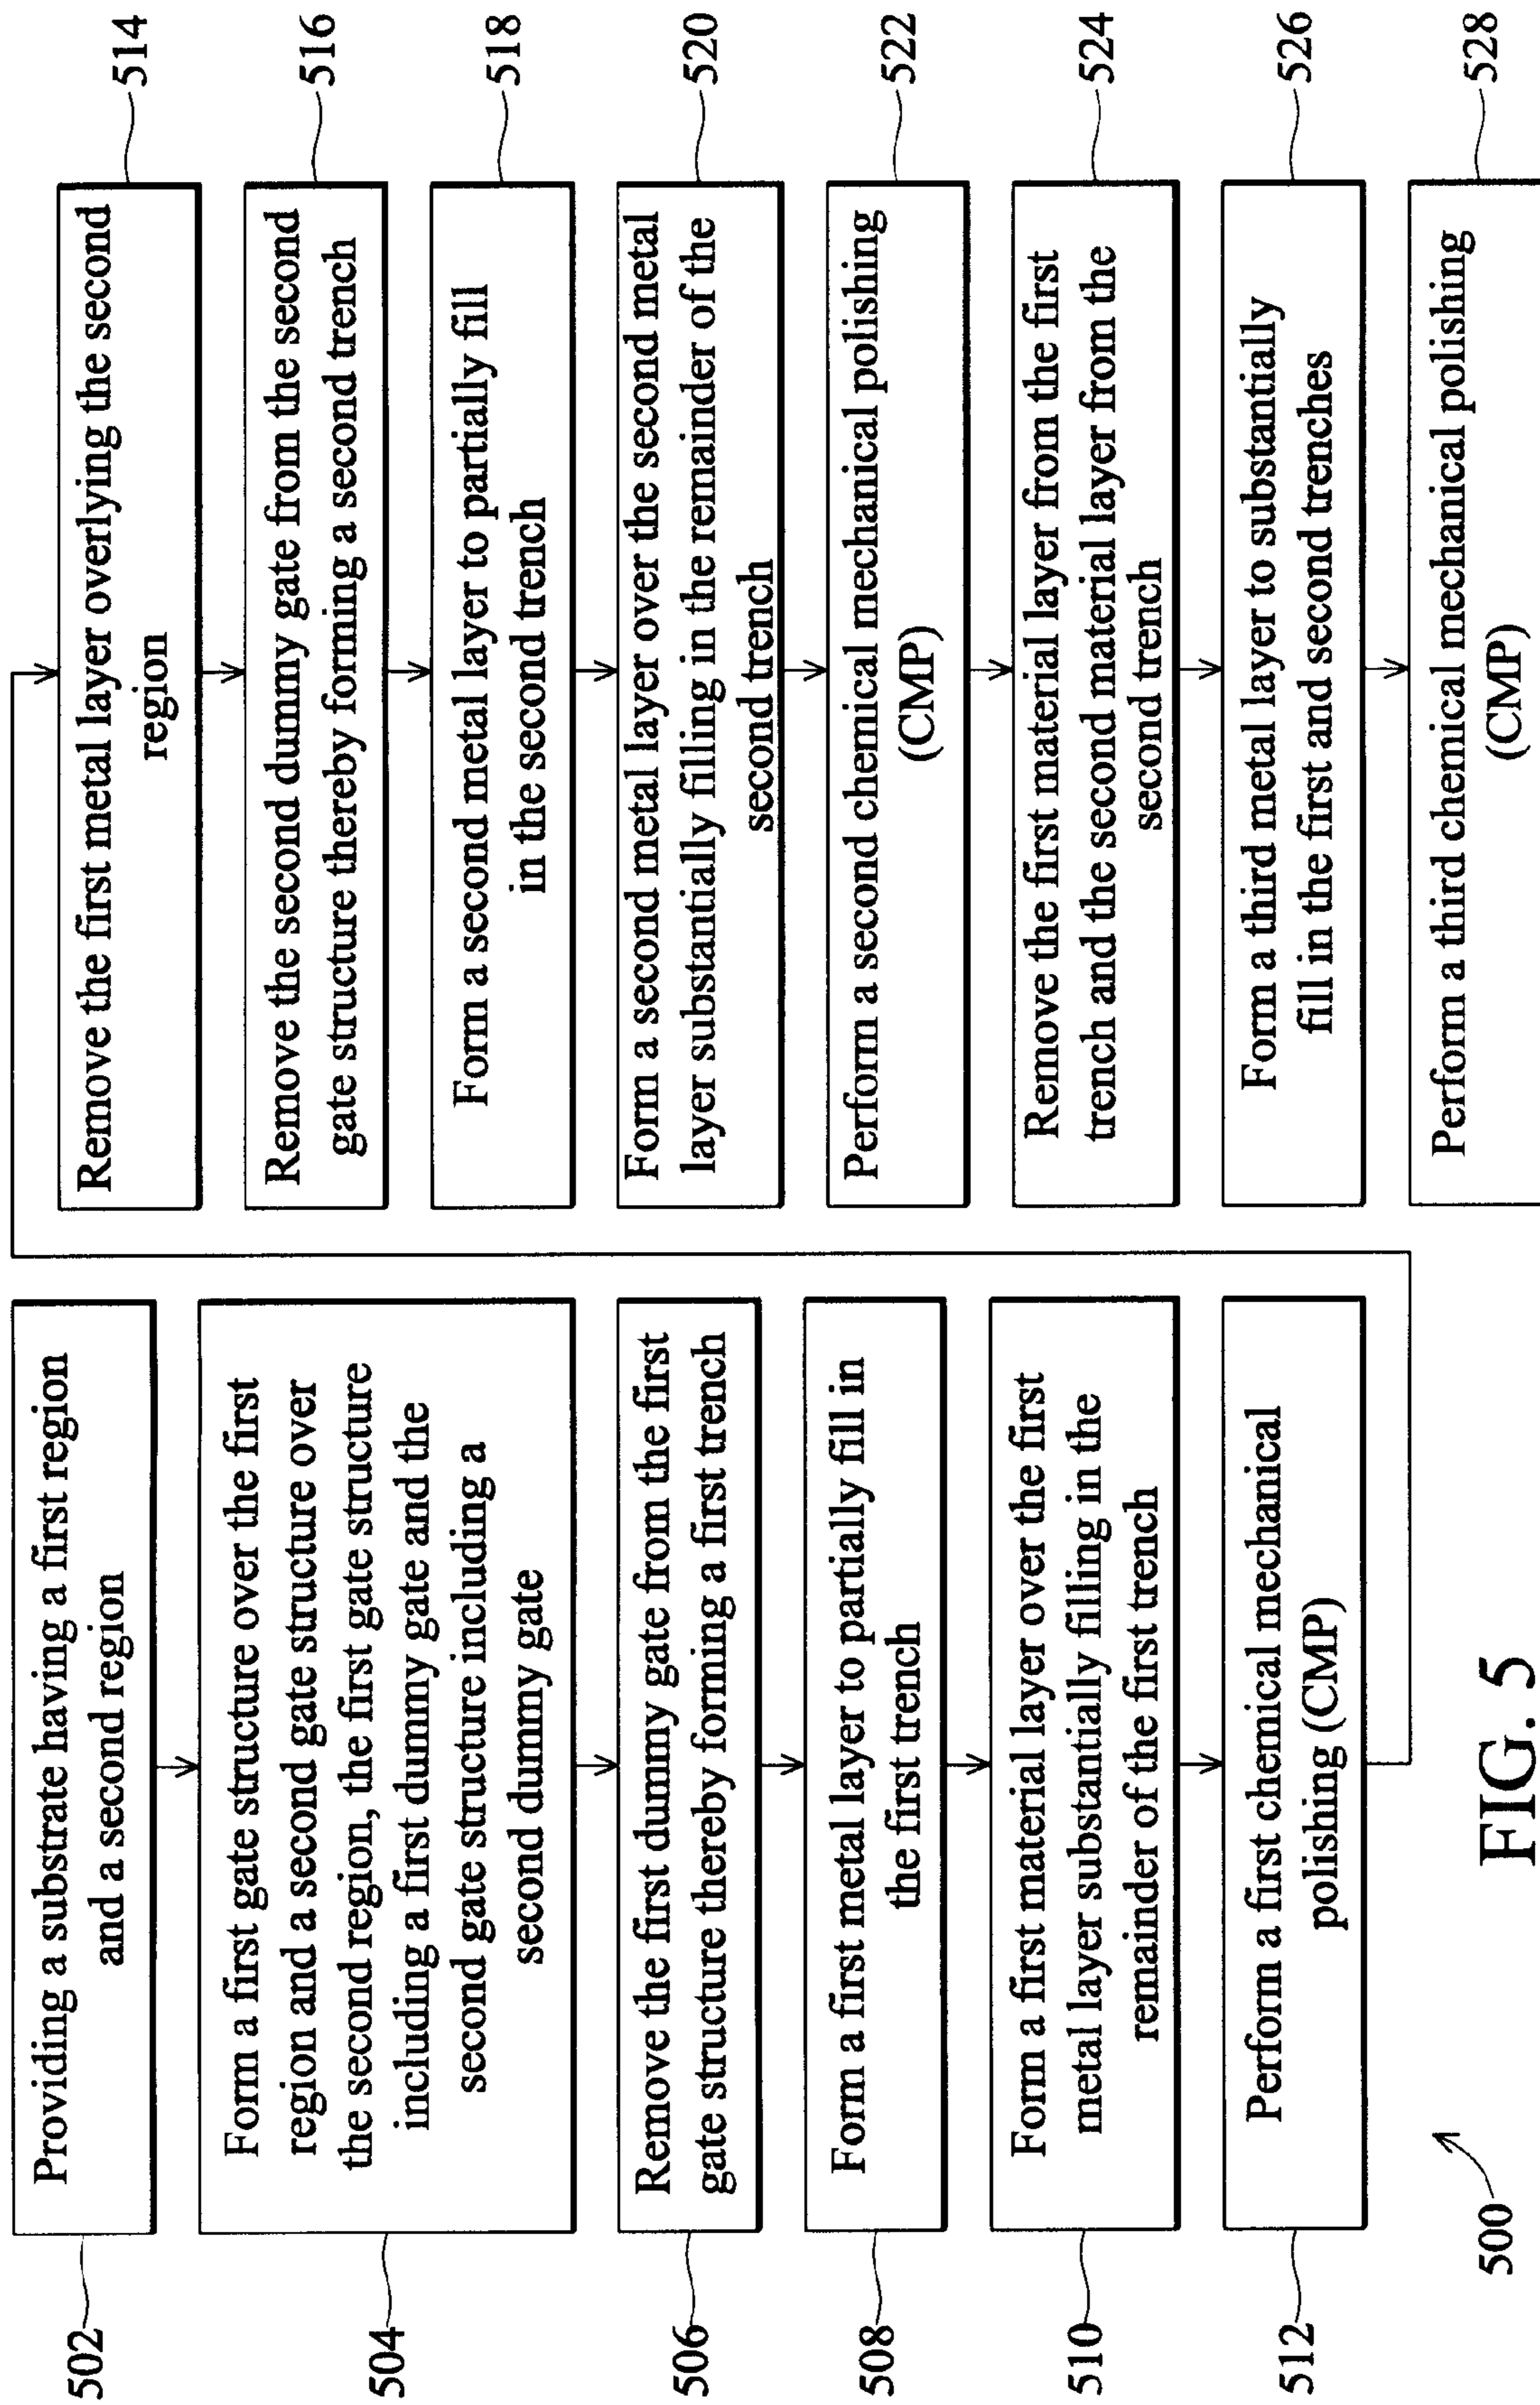 502
Providing a substrate having a first region
and a second region
504
Form a first gate structure over the first
region and a second gate structure over
the second region, the first gate structure
including a first dummy gate and the
second gate structure including a
second dummy gate
506
Remove the first dummy gate from the first
gate structure thereby forming a first trench
508
Form a first metal layer to partially fill in
the first trench
510
Form a first material layer over the first
metal layer substantially filling in the
remainder of the first trench
512
Perform a first chemical mechanical
polishing (CMP)
514
Remove the first metal layer overlying the second
region
516
Remove the second dummy gate from the second
gate structure thereby forming a second trench
518
Form a second metal layer to partially fill
in the second trench
520
Form a second metal layer over the second metal
layer substantially filling in the remainder of the
second trench
522
Perform a second chemical mechanical polishing
(CMP)
524
Remove the first material layer from the first
trench and the second material layer from the
second trench
526
Form a third metal layer to substantially
fill in the first and second trenches
528
Perform a third chemical mechanical polishing
(CMP)
500
FIG. 5